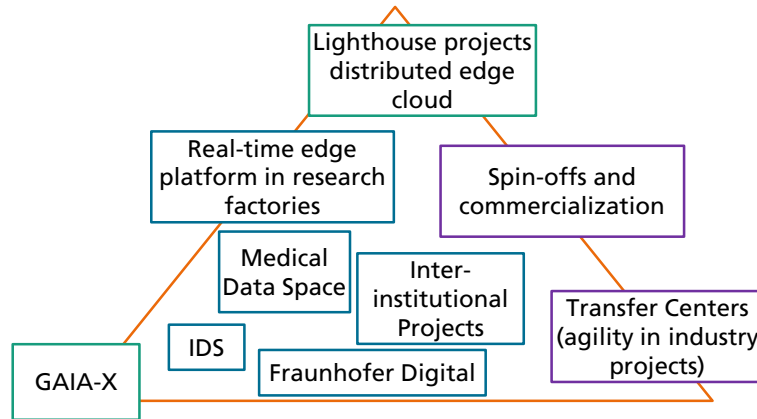 Lighthouse projects
distributed edge
cloud
Real-time edge
platform in research
factories
Spin-offs and
commercialization
Medical
Data Space
Inter-
institutional
Projects
Transfer Centers
(agility in industry
projects)
IDS
GAIA-X
Fraunhofer Digital